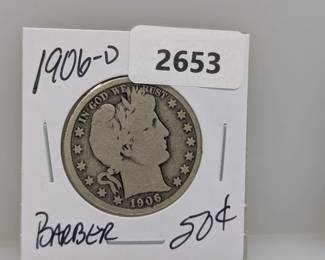 1906-D
2653
IN GOD WE TRUST
1906
BARBER
50¢